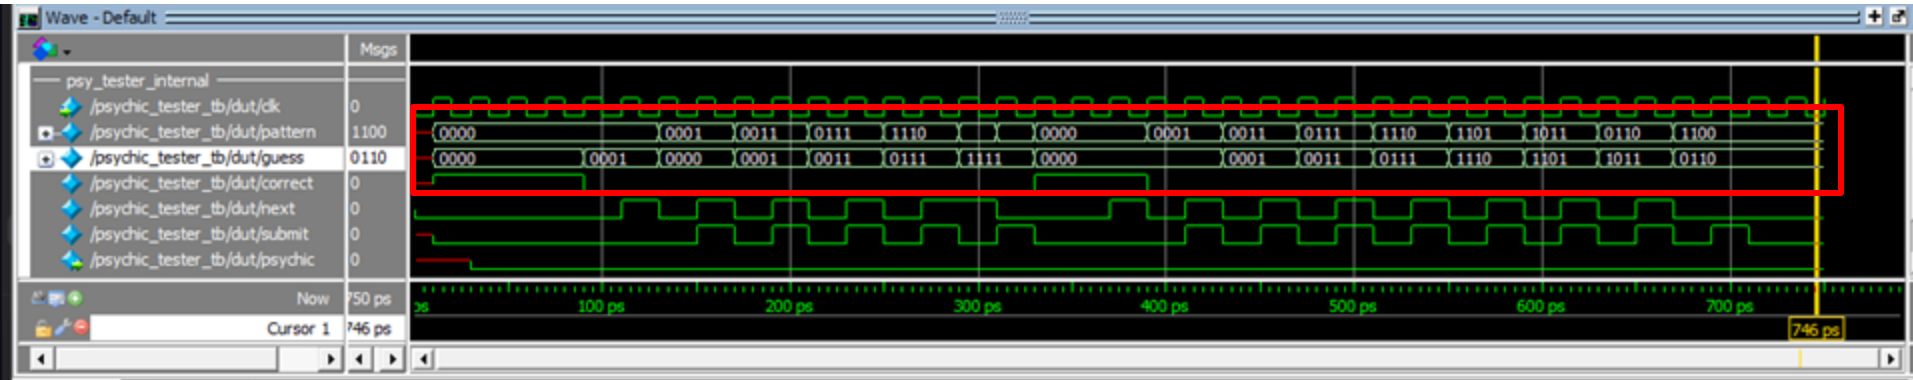 Wave - Default
Msgs
psy_tester_internal
/psychic_tester_tb/dut/clk 0
/psychic_tester_tb/dut/pattern 1100 0000 0001 0011 0111 1110 0000 0001 0011 0111 1110 1101 1011 0110 1100
/psychic_tester_tb/dut/guess 0110 0000 0001 0000 0001 0011 0111 1111 0000 0001 0011 0111 1110 1101 1011 0110
/psychic_tester_tb/dut/correct 0
/psychic_tester_tb/dut/next 0
/psychic_tester_tb/dut/submit 0
/psychic_tester_tb/dut/psychic 0
Now 750 ps ps 100 ps 200 ps 300 ps 400 ps 500 ps 600 ps 700 ps
Cursor 1 746 ps 746 ps